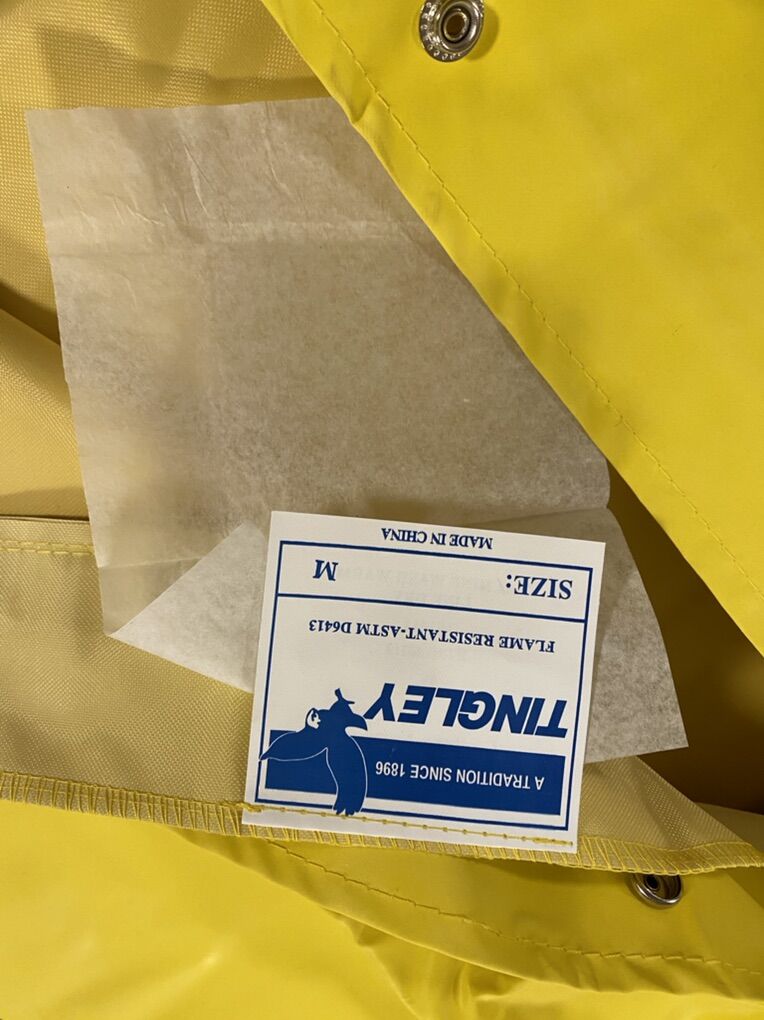 A TRADITION SINCE 1896
TINGLEY
FLAME RESISTANT-ASTM D6413
SIZE: M
MADE IN CHINA